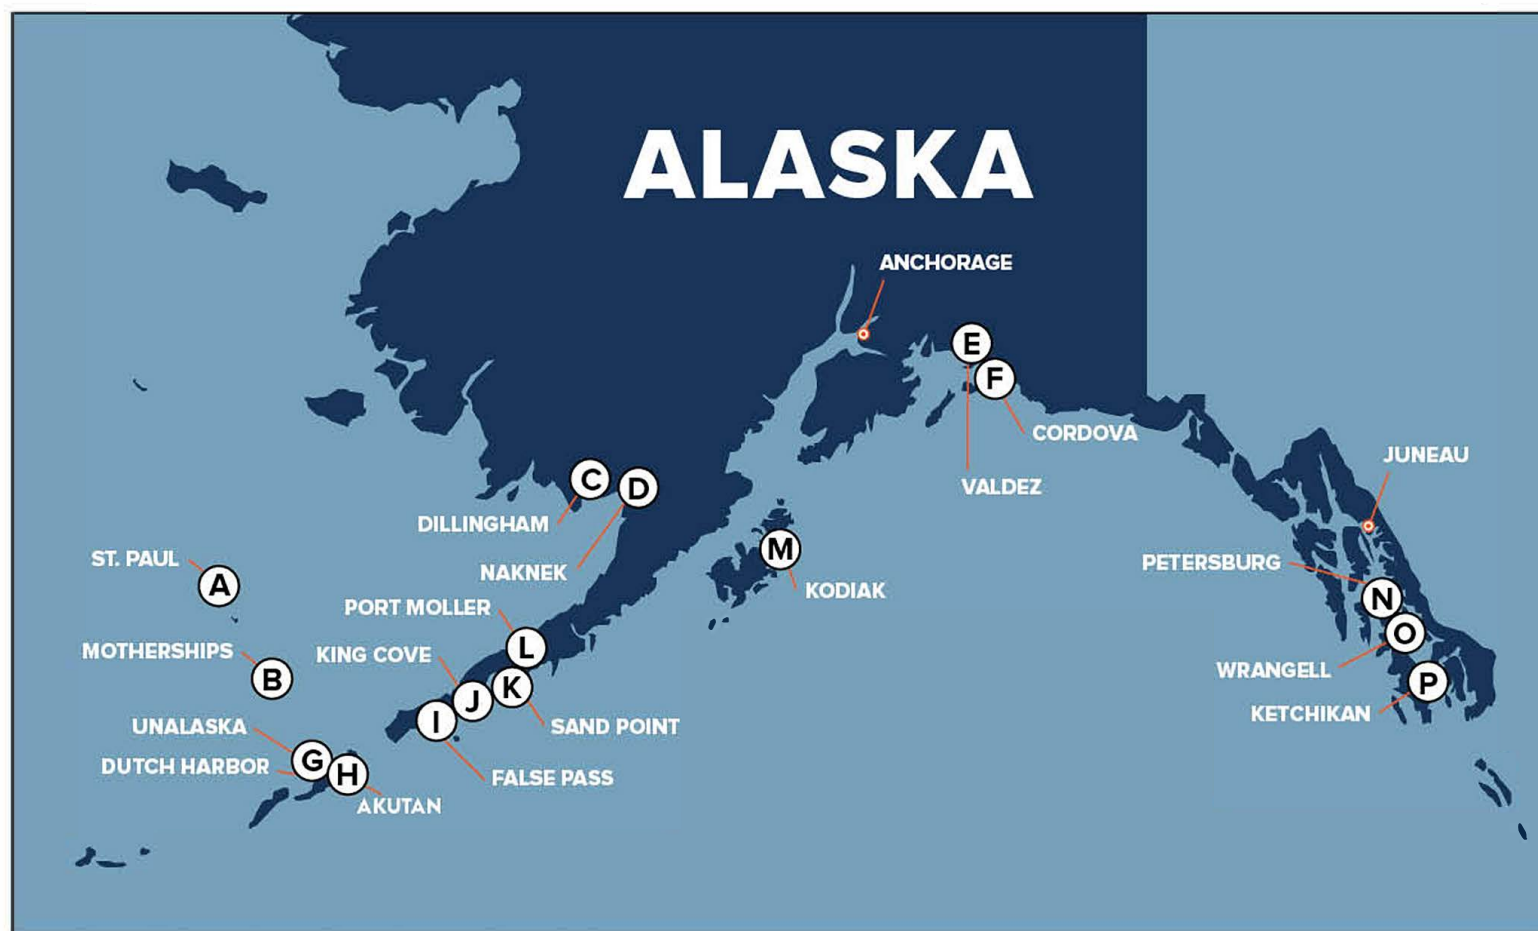 ALASKA
ANCHORAGE
E
F
CORDOVA
VALDEZ
JUNEAU
C
D
DILLINGHAM
NAKNEK
M
KODIAK
ST. PAUL
A
MOTHERSHIPS
B
PORT MOLLER
L
KING COVE
J
K
I
SAND POINT
FALSE PASS
UNALASKA
G
DUTCH HARBOR
H
AKUTAN
PETERSBURG
N
O
WRANGELL
P
KETCHIKAN